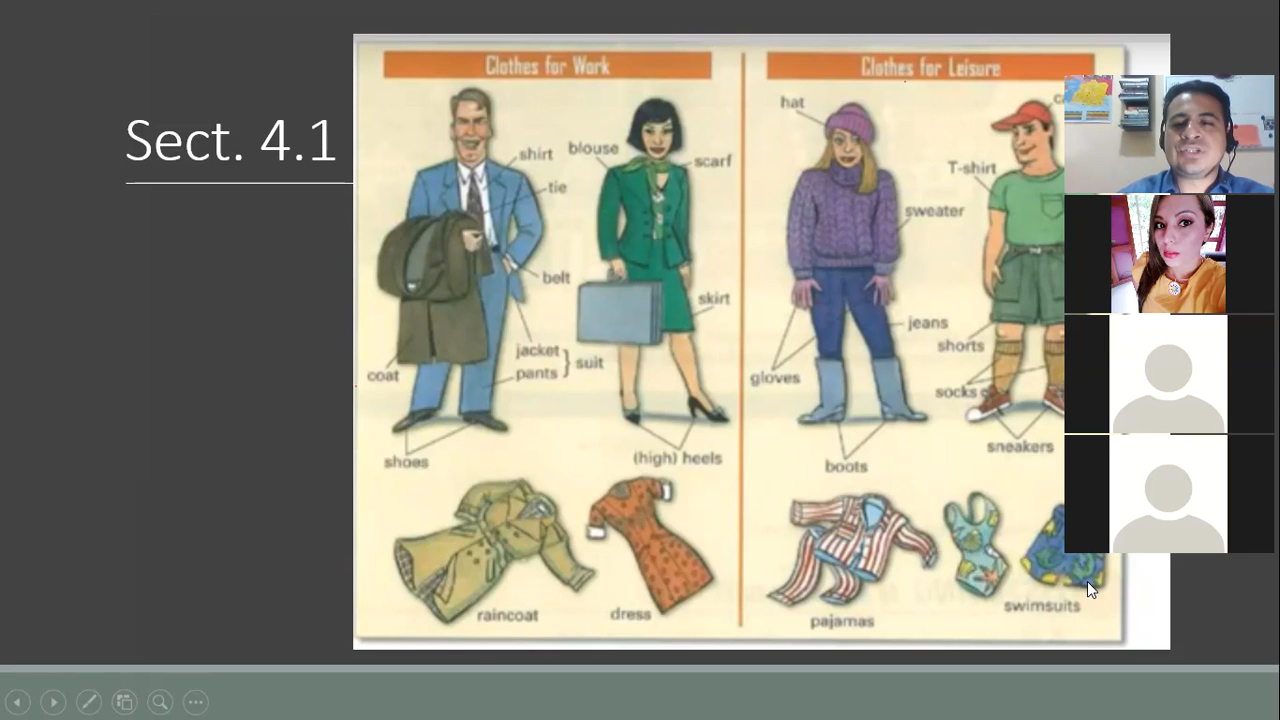 Sect. 4.1
Clothes for Work
shirt
blouse
scarf
tie
belt
skirt
jacket
pants
suit
coat
shoes
(high) heels
raincoat
dress
Clothes for Leisure
hat
T-shirt
sweater
jeans
shorts
gloves
socks
sneakers
boots
pajamas
swimsuits